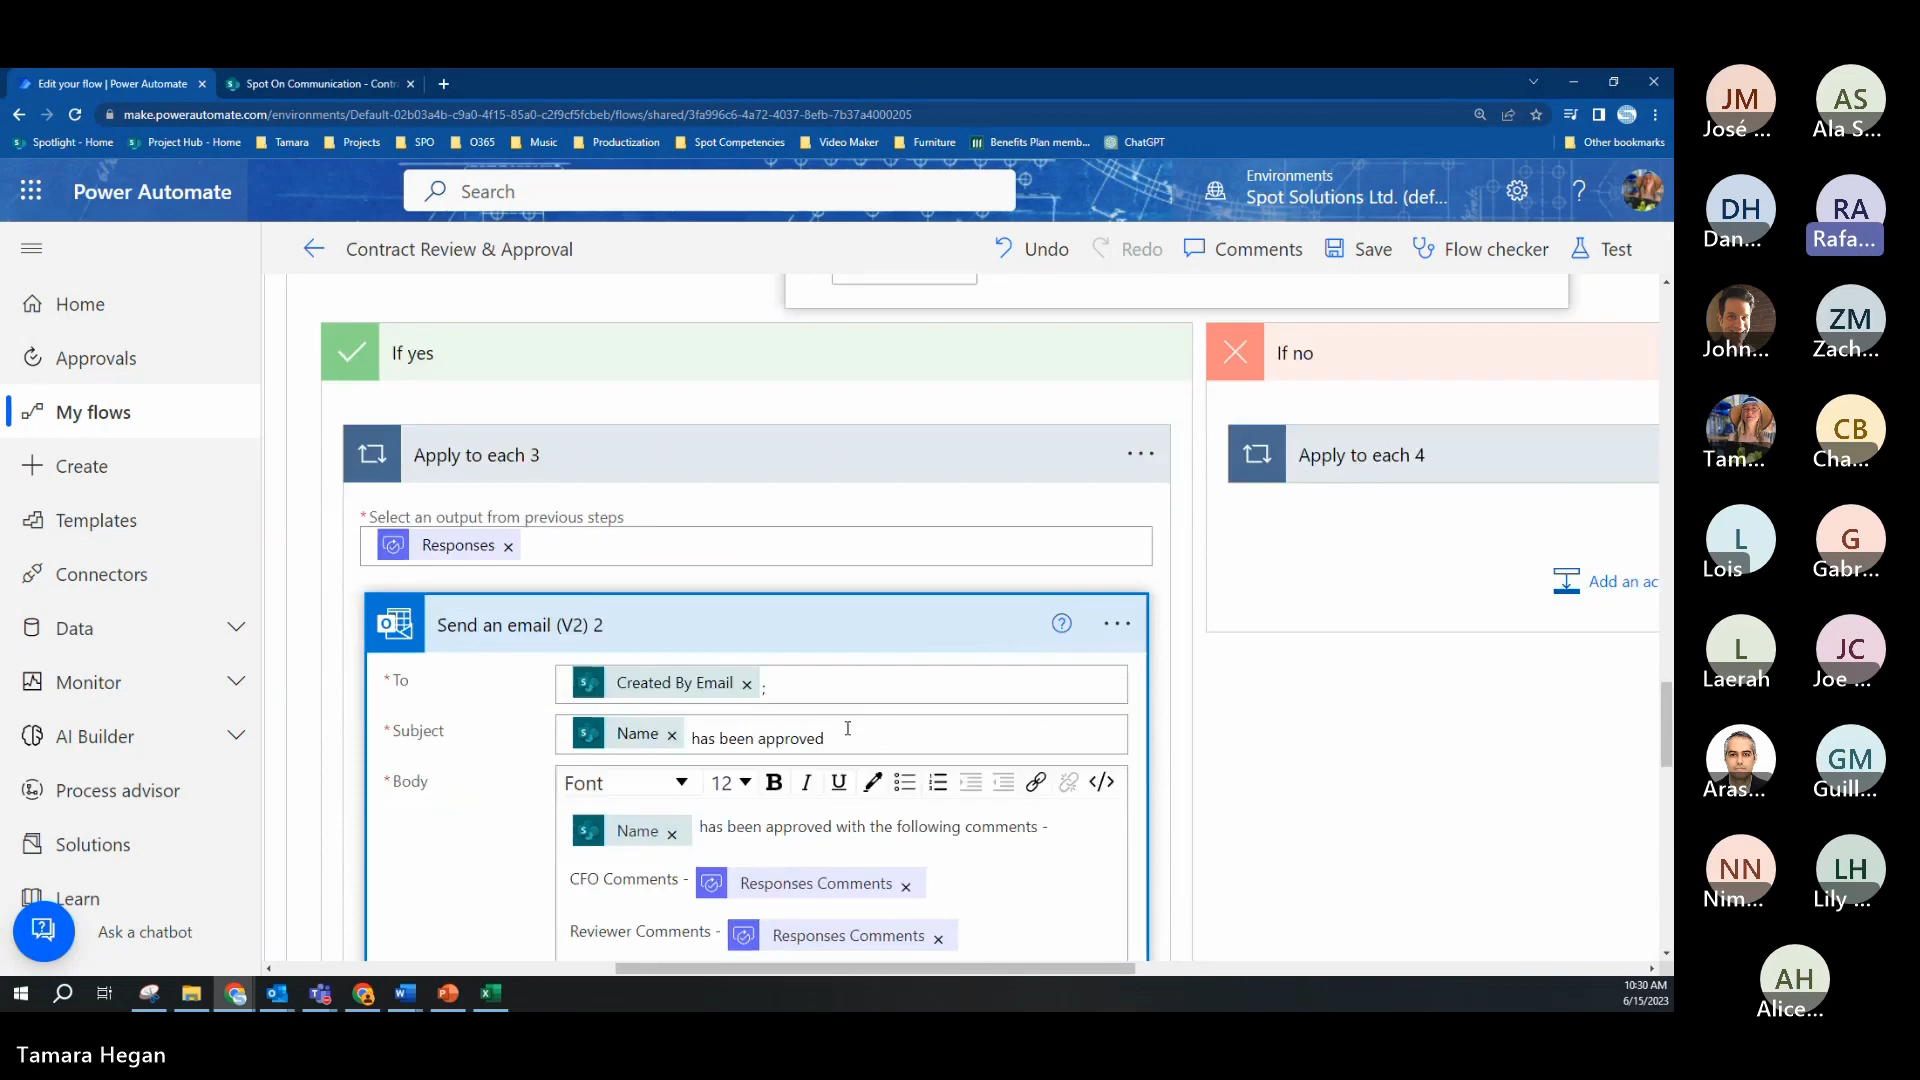 Edit your flow | Power Automate
Spot On Communication - Contr
make.powerautomate.com/environments/Default-02b03a4b-c9a0-4f15-85a0-c2f9cf5fcbeb/flows/shared/3fa996c6-4a72-4037-8efb-7b37a4000205
Spotlight - Home Project Hub - Home Tamara Projects SPO O365 Music Productization Spot Competencies Video Maker Furniture Benefits Plan memb... ChatGPT Other bookmarks
Power Automate
Search
Environments
Spot Solutions Ltd. (def...
Contract Review & Approval
Undo Redo Comments Save Flow checker Test
Home
Approvals
My flows
Create
Templates
Connectors
Data
Monitor
AI Builder
Process advisor
Solutions
Learn
Ask a chatbot
If yes
If no
Apply to each 3
Apply to each 4
*Select an output from previous steps
Responses
Add an ac
Send an email (V2) 2
*To
Created By Email ;
*Subject
Name has been approved
*Body
Font 12 B I U </>
Name has been approved with the following comments -
CFO Comments - Responses Comments
Reviewer Comments - Responses Comments
10:30 AM
6/15/2023
Tamara Hegan
JM AS
José ... Ala S...
DH RA
Dan... Rafa...
ZM
John... Zach...
CB
Tam... Cha...
L G
Lois Gabr...
L JC
Laerah Joe ...
GM
Aras... Guill...
NN LH
Nim... Lily ...
AH
Alice...